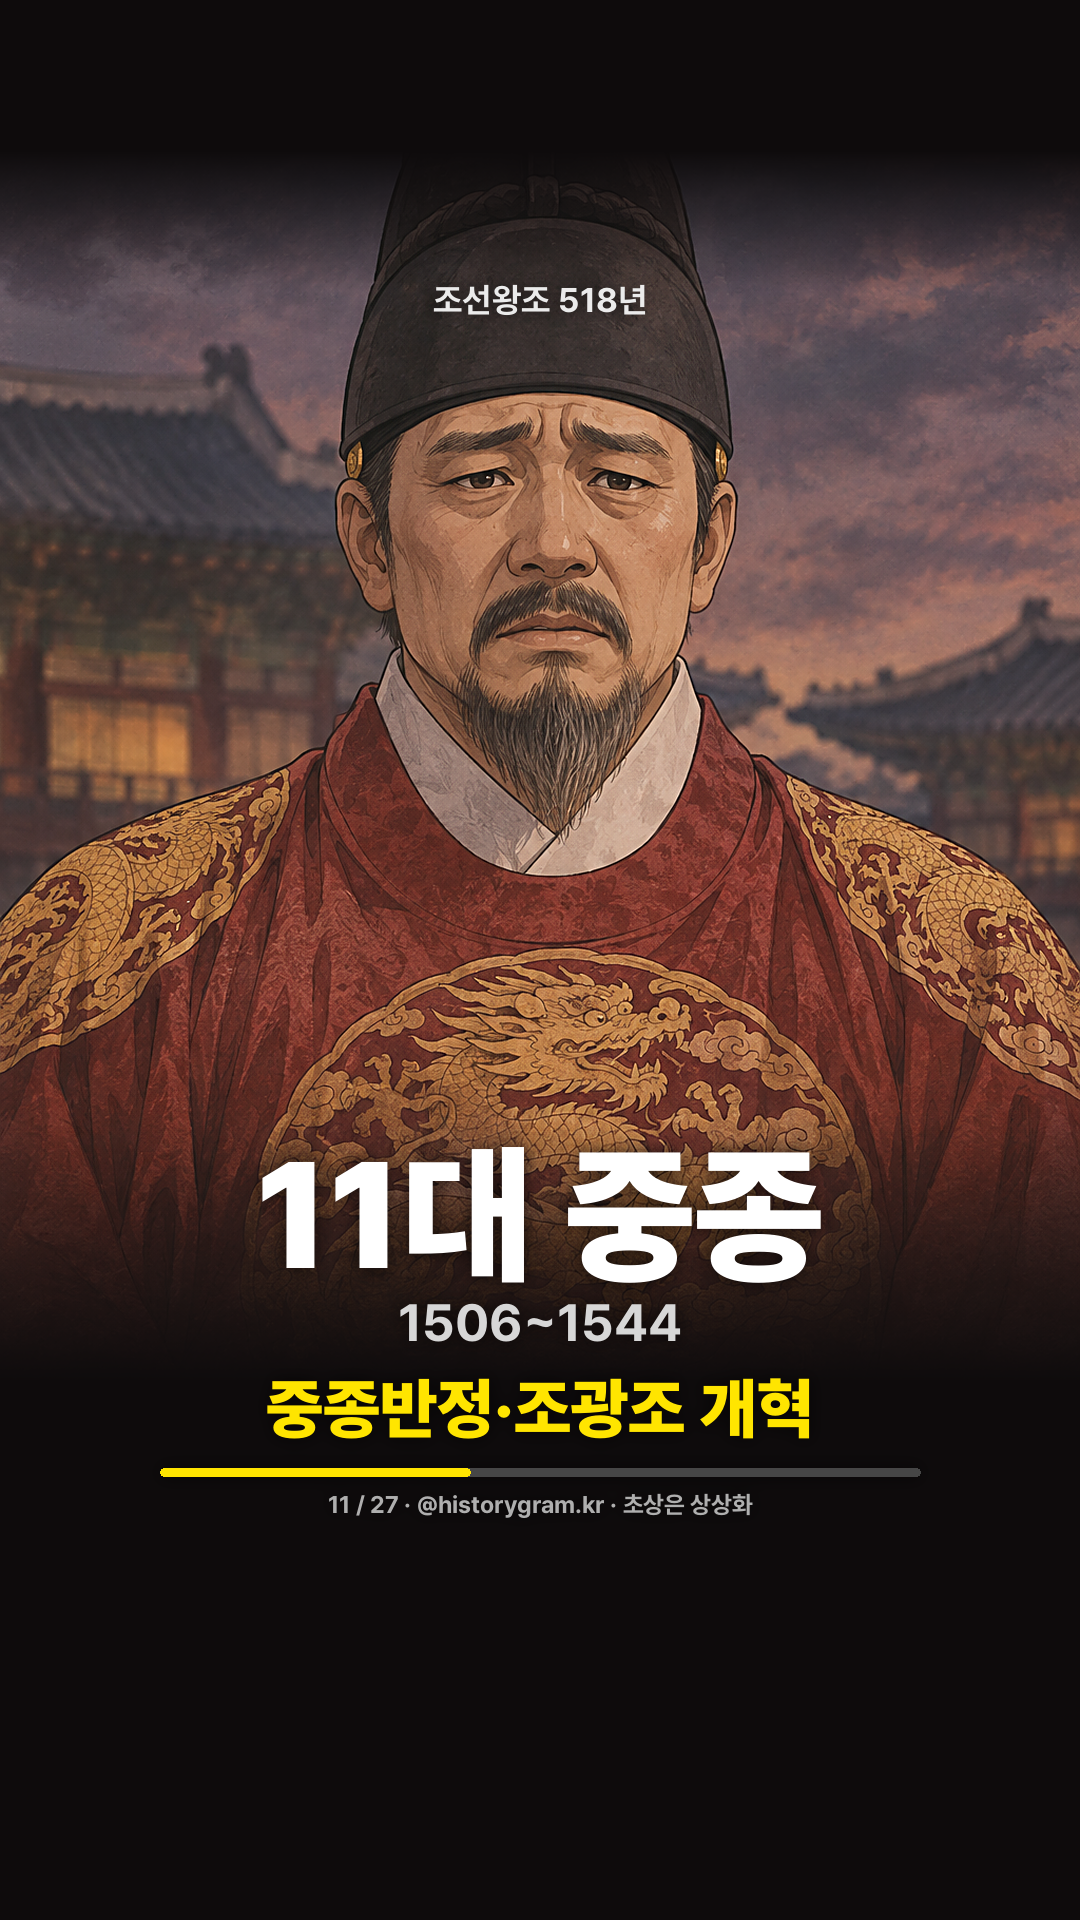 조선왕조 518년
11대 중종
1506~1544
중종반정·조광조 개혁
11 / 27 · @historygram.kr · 초상은 상상화